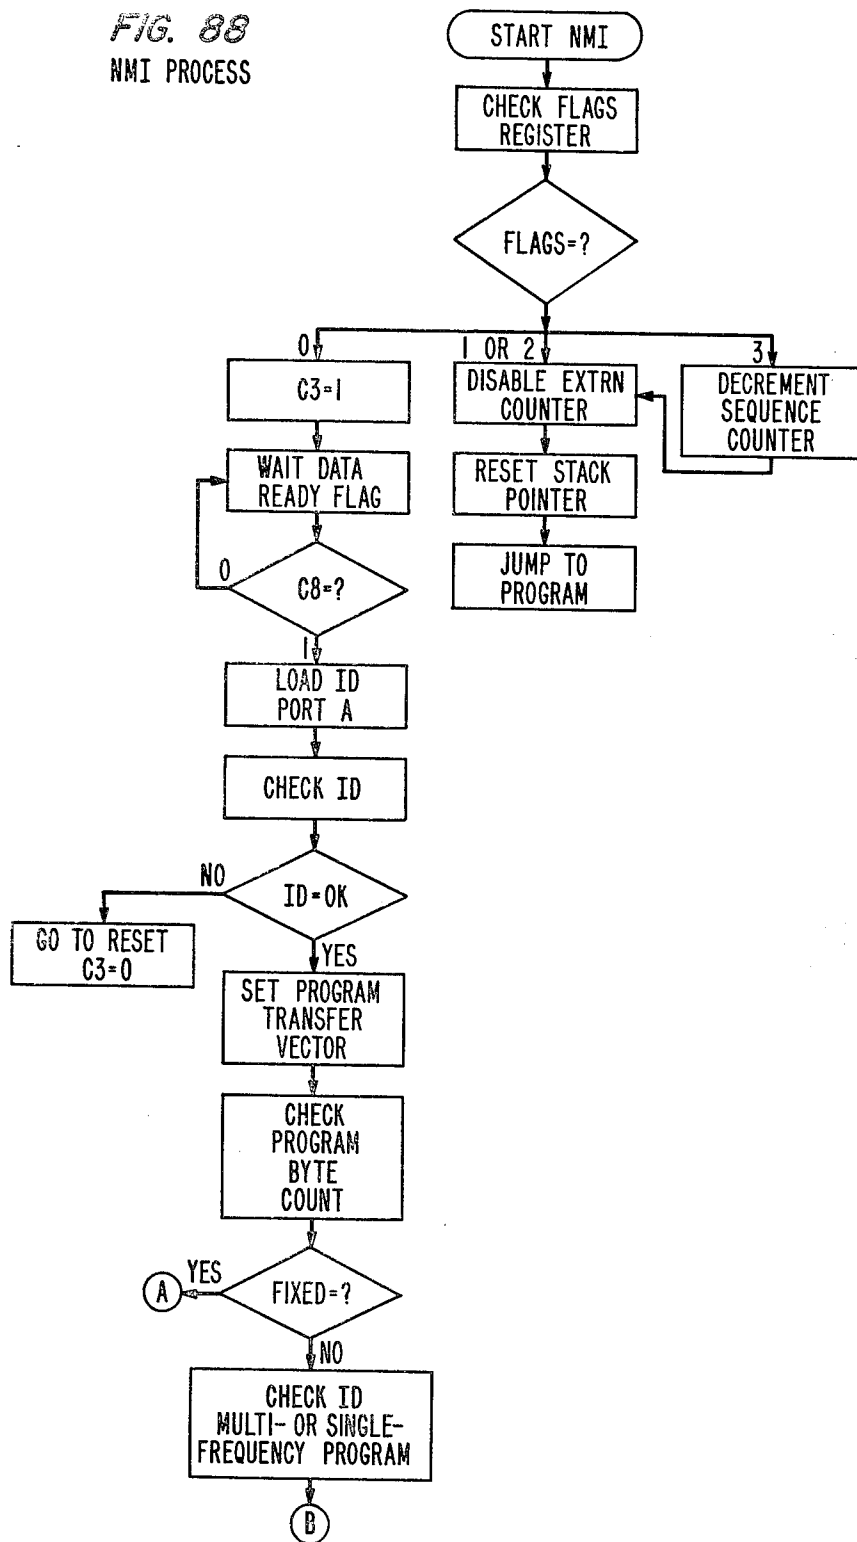 FIG. 88
NMI PROCESS
START NMI
CHECK FLAGS
REGISTER
FLAGS=?
0
1 OR 2
3
C3=1
DISABLE EXTRN
COUNTER
DECREMENT
SEQUENCE
COUNTER
WAIT DATA
READY FLAG
RESET STACK
POINTER
0
C8=?
JUMP TO
PROGRAM
1
LOAD ID
PORT A
CHECK ID
NO
ID=OK
GO TO RESET
C3=0
YES
SET PROGRAM
TRANSFER
VECTOR
CHECK
PROGRAM
BYTE
COUNT
A
YES
FIXED=?
NO
CHECK ID
MULTI- OR SINGLE-
FREQUENCY PROGRAM
B